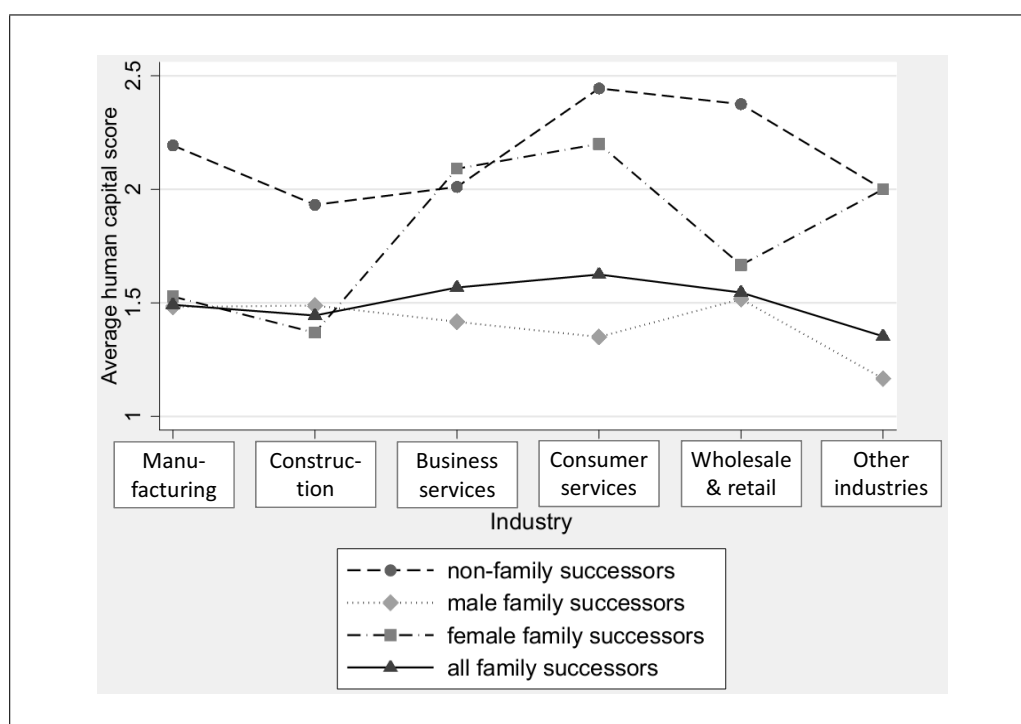 2.5
2
1.5
1
Average human capital score
Manu-
facturing
Construc-
tion
Business
services
Consumer
services
Wholesale
& retail
Other
industries
Industry
non-family successors
male family successors
female family successors
all family successors